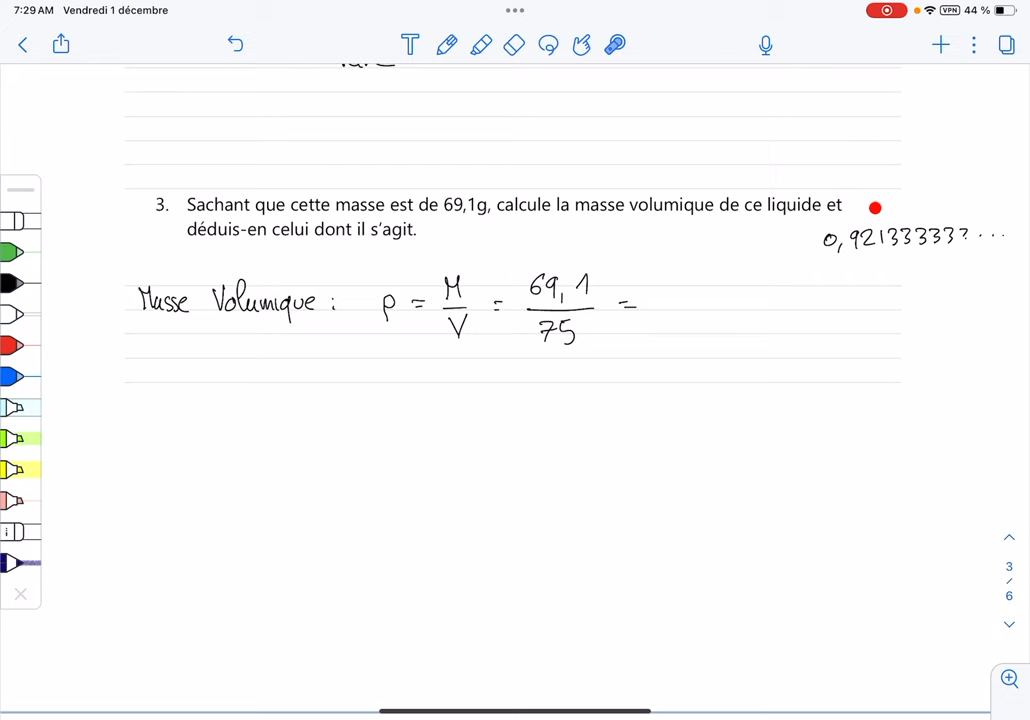 7:29 AM Vendredi 1 décembre
VPN 44 %
3. Sachant que cette masse est de 69,1g, calcule la masse volumique de ce liquide et
déduis-en celui dont il s'agit.
0,921333333? ...
Masse Volumique : ρ = M/V = 69,1/75 =
3
/
6